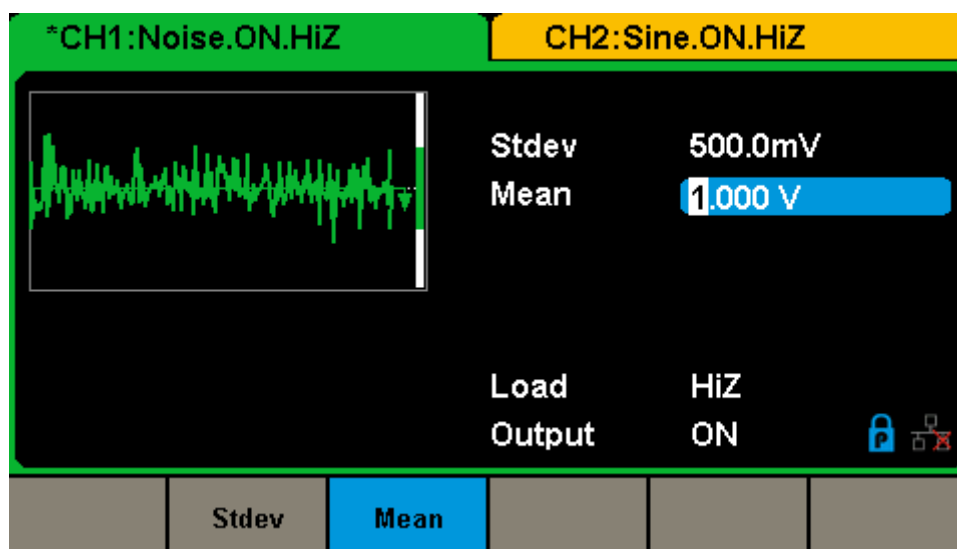 *CH1:Noise.ON.HiZ CH2:Sine.ON.HiZ
Stdev 500.0mV
Mean 1.000 V
Load HiZ
Output ON P
Stdev Mean